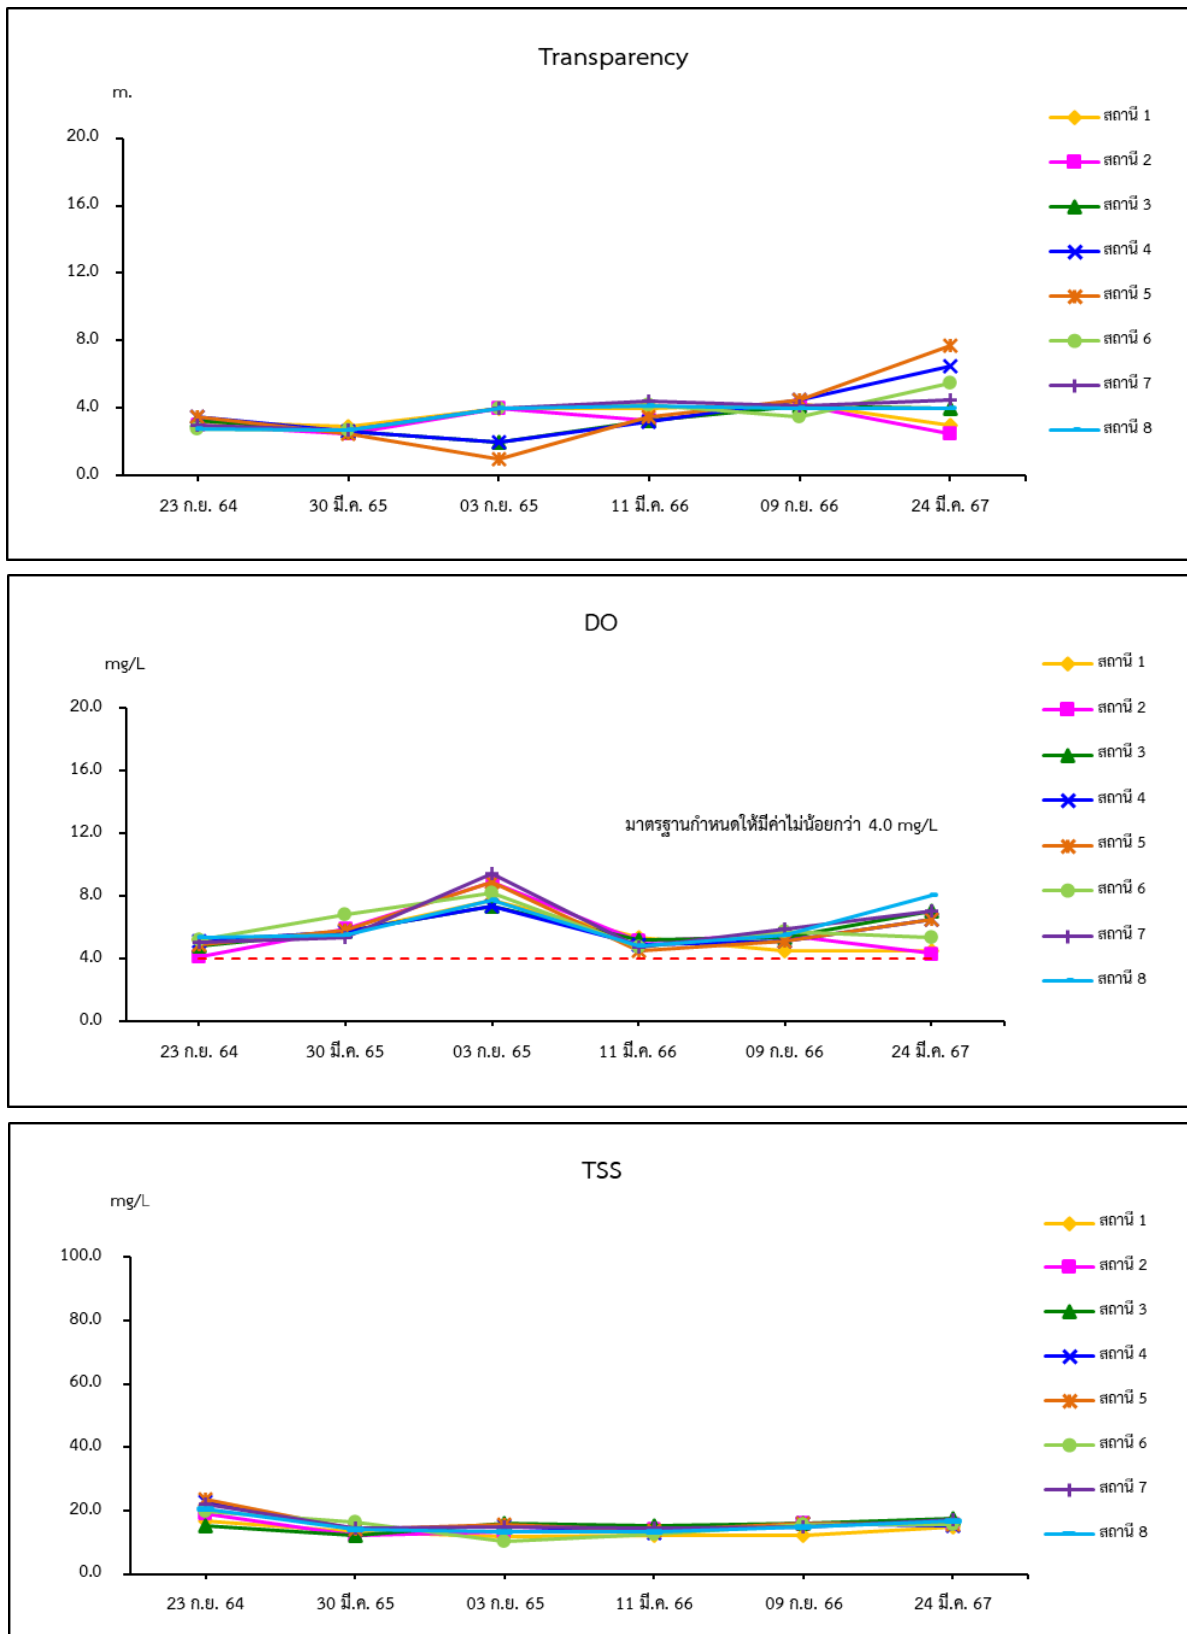 Transparency
m.
20.0
16.0
12.0
8.0
4.0
0.0
23 ก.ย. 64 30 มี.ค. 65 03 ก.ย. 65 11 มี.ค. 66 09 ก.ย. 66 24 มี.ค. 67
สถานี 1
สถานี 2
สถานี 3
สถานี 4
สถานี 5
สถานี 6
สถานี 7
สถานี 8
DO
mg/L
20.0
16.0
12.0
8.0
4.0
0.0
มาตรฐานกำหนดให้มีค่าไม่น้อยกว่า 4.0 mg/L
23 ก.ย. 64 30 มี.ค. 65 03 ก.ย. 65 11 มี.ค. 66 09 ก.ย. 66 24 มี.ค. 67
สถานี 1
สถานี 2
สถานี 3
สถานี 4
สถานี 5
สถานี 6
สถานี 7
สถานี 8
TSS
mg/L
100.0
80.0
60.0
40.0
20.0
0.0
23 ก.ย. 64 30 มี.ค. 65 03 ก.ย. 65 11 มี.ค. 66 09 ก.ย. 66 24 มี.ค. 67
สถานี 1
สถานี 2
สถานี 3
สถานี 4
สถานี 5
สถานี 6
สถานี 7
สถานี 8